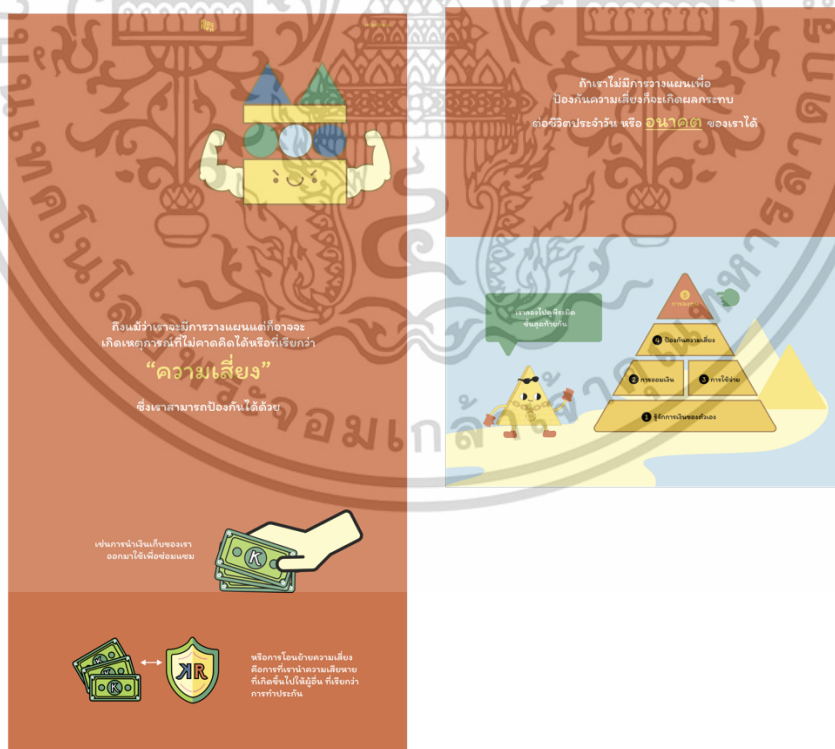 ถึงแม้ว่าเราจะมีการวางแผนแต่ก็อาจจะ
เกิดเหตุการณ์ที่ไม่คาดคิดได้หรือที่เรียกว่า
“ความเสี่ยง”
ซึ่งเราสามารถป้องกันได้ด้วย
เช่นการนำเงินเก็บของเรา
ออกมาใช้เพื่อซ่อมแซม
K
KR
หรือการโอนย้ายความเสี่ยง
คือการที่เรานำความเสียหาย
ที่เกิดขึ้นไปให้ผู้อื่น ที่เรียกว่า
การทำประกัน
ถ้าเราไม่มีการวางแผนเพื่อ
ป้องกันความเสี่ยงก็จะเกิดผลกระทบ
ต่อชีวิตประจำวัน หรือ อนาคต ของเราได้
เราลองไปดูพีระมิด
ขั้นสุดท้ายกัน
5
4 ป้องกันความเสี่ยง
2 การออมเงิน 3 การใช้จ่าย
1 รู้จักการเงินของตัวเอง